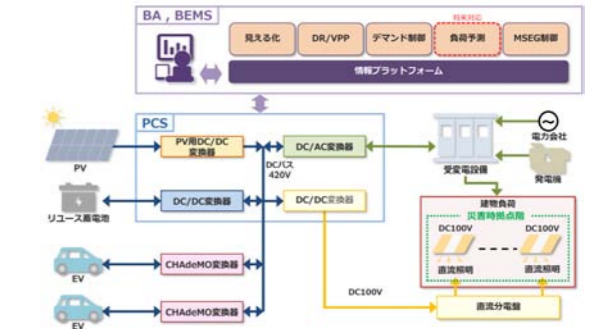 BA , BEMS
将来対応
見える化
DR/VPP
デマンド制御
負荷予測
MSEG制御
情報プラットフォーム
PCS
PV用DC/DC
変換器
DC/AC変換器
DCバス
420V
DC/DC変換器
DC/DC変換器
PV
リユース蓄電池
EV
CHAdeMO変換器
EV
CHAdeMO変換器
受変電設備
電力会社
発電機
建物負荷
災害時拠点階
DC100V
DC100V
直流照明
直流照明
DC100V
直流分電盤